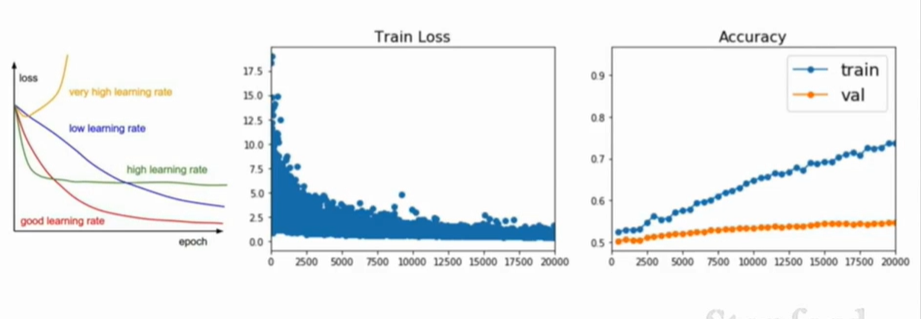 loss
very high learning rate
low learning rate
high learning rate
good learning rate
epoch
Train Loss
17.5
15.0
12.5
10.0
7.5
5.0
2.5
0.0
0 2500 5000 7500 10000 12500 15000 17500 20000
Accuracy
train
val
0.9
0.8
0.7
0.6
0.5
0 2500 5000 7500 10000 12500 15000 17500 20000